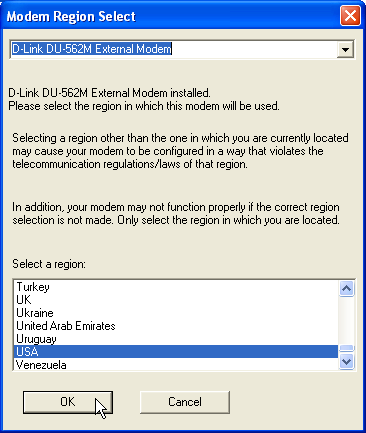 Modem Region Select
D-Link DU-562M External Modem
D-Link DU-562M External Modem installed.
Please select the region in which this modem will be used.
Selecting a region other than the one in which you are currently located
may cause your modem to be configured in a way that violates the
telecommunication regulations/laws of that region.
In addition, your modem may not function properly if the correct region
selection is not made. Only select the region in which you are located.
Select a region:
Turkey
UK
Ukraine
United Arab Emirates
Uruguay
USA
Venezuela
OK
Cancel